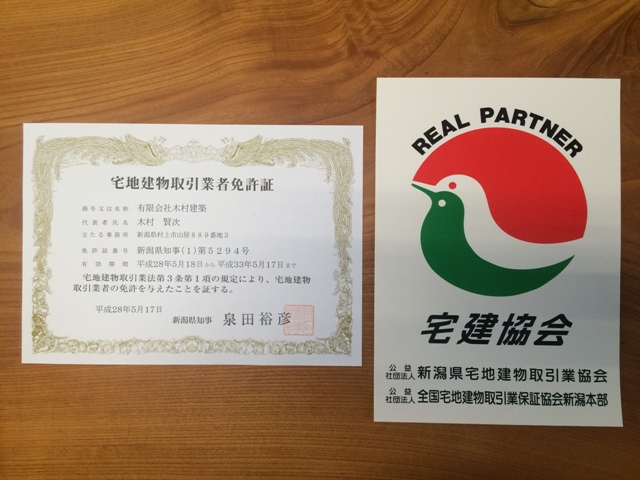 宅地建物取引業者免許証
商号又は名称 有限会社木村建築
代表者氏名 木村 賢次
主たる事務所 新潟県村上市山屋889番地3
免許証番号 新潟県知事(1)第5294号
有効期間 平成28年5月18日から平成33年5月17日まで
宅地建物取引業法第3条第1項の規定により、宅地建物
取引業者の免許を与えたことを証する。
平成28年5月17日
新潟県知事 泉田裕彦
REAL PARTNER
宅建協会
公益社団法人 新潟県宅地建物取引業協会
公益社団法人 全国宅地建物取引業保証協会新潟本部